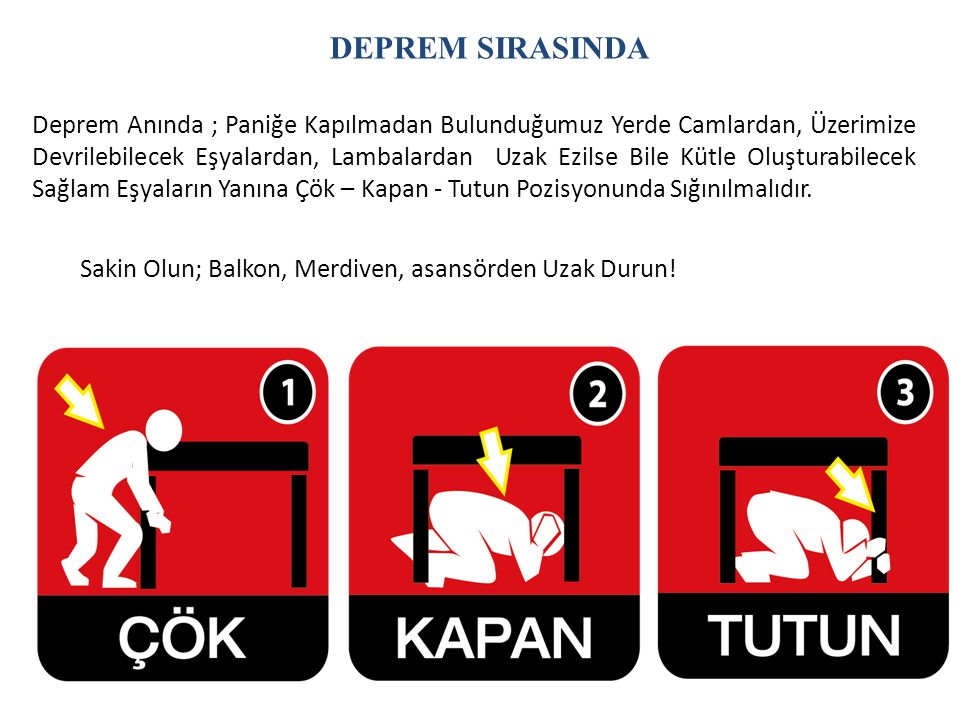 DEPREM SIRASINDA
Deprem Anında ; Paniğe Kapılmadan Bulunduğumuz Yerde Camlardan, Üzerimize
Devrilebilecek Eşyalardan, Lambalardan Uzak Ezilse Bile Kütle Oluşturabilecek
Sağlam Eşyaların Yanına Çök – Kapan - Tutun Pozisyonunda Sığınılmalıdır.
Sakin Olun; Balkon, Merdiven, asansörden Uzak Durun!
1
2
3
ÇÖK
KAPAN
TUTUN